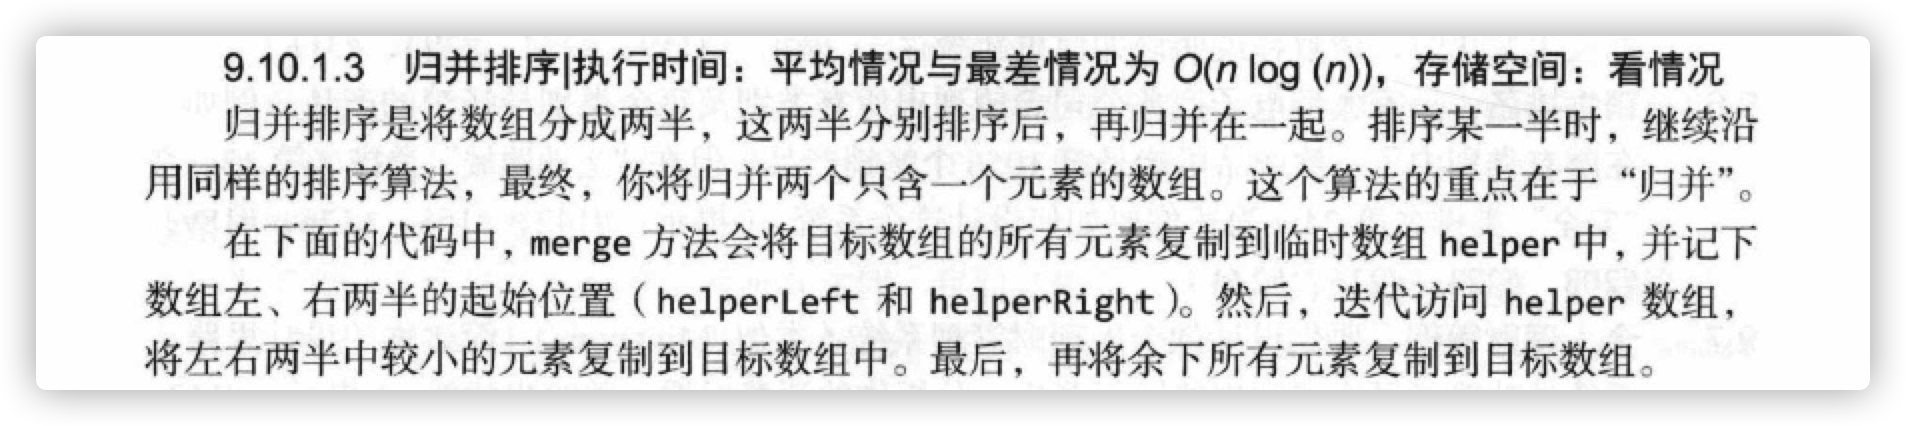 9.10.1.3 归并排序|执行时间：平均情况与最差情况为 O(n log (n))，存储空间：看情况
归并排序是将数组分成两半，这两半分别排序后，再归并在一起。排序某一半时，继续沿
用同样的排序算法，最终，你将归并两个只含一个元素的数组。这个算法的重点在于“归并”。
在下面的代码中，merge 方法会将目标数组的所有元素复制到临时数组 helper 中，并记下
数组左、右两半的起始位置（helperLeft 和 helperRight）。然后，迭代访问 helper 数组，
将左右两半中较小的元素复制到目标数组中。最后，再将余下所有元素复制到目标数组。